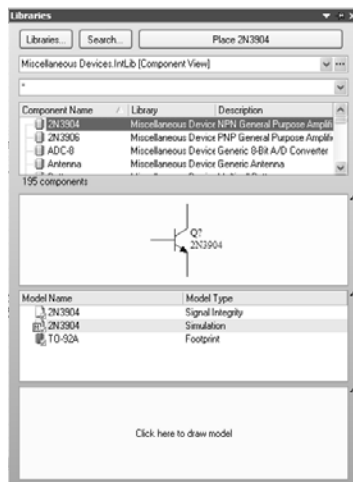 Libraries
Libraries... Search... Place 2N3904
Miscellaneous Devices.IntLib [Component View]
*
Component Name / Library Description
2N3904 Miscellaneous Device NPN General Purpose Amplifi
2N3906 Miscellaneous Device PNP General Purpose Amplifi
ADC-8 Miscellaneous Device Generic 8-Bit A/D Converter
Antenna Miscellaneous Device Generic Antenna
195 components
Q?
2N3904
Model Name Model Type
2N3904 Signal Integrity
2N3904 Simulation
TO-92A Footprint
Click here to draw model